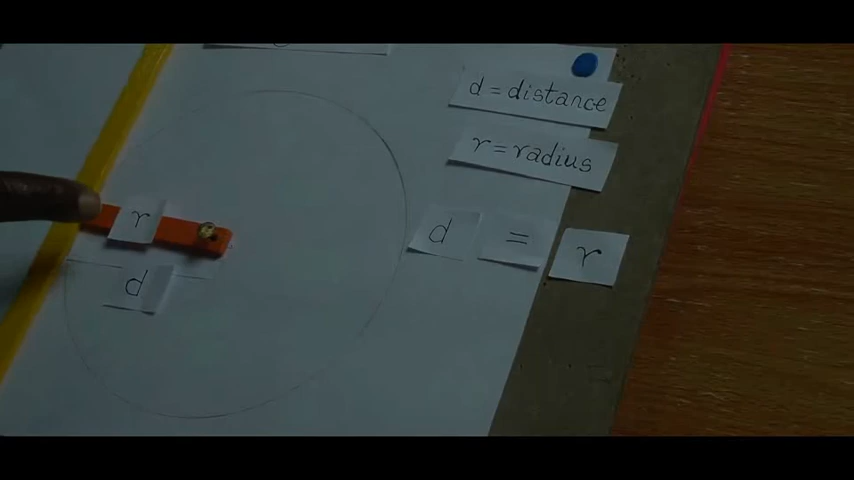 d = distance
r = radius
r
d = r
d